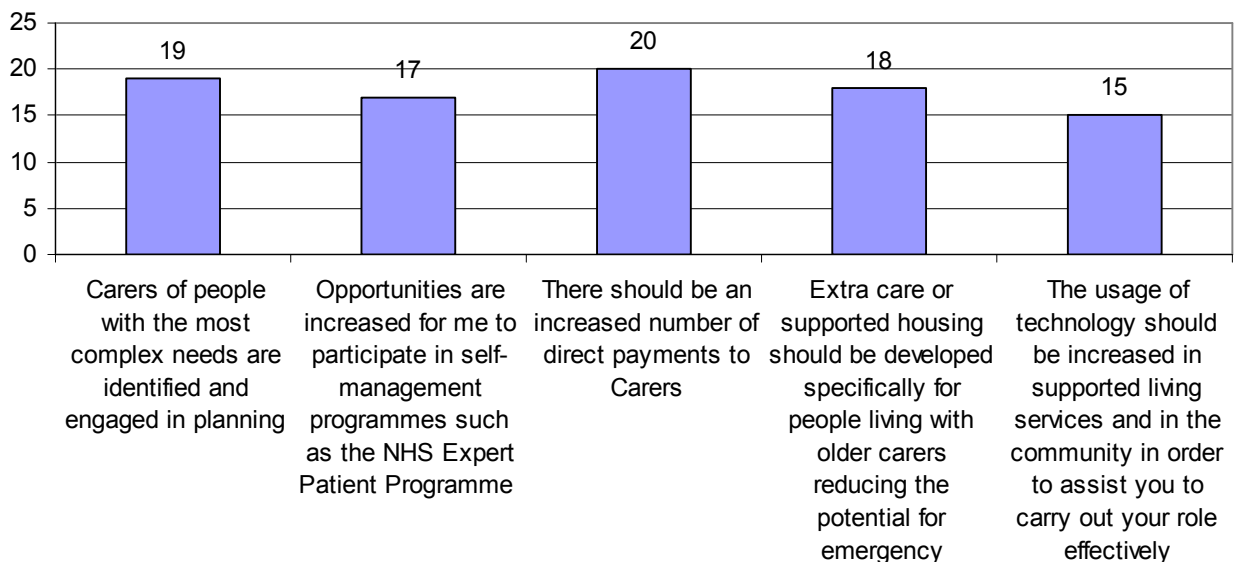 25
20
15
10
5
0
19
17
20
18
15
Carers of people
with the most
complex needs are
identified and
engaged in planning
Opportunities are
increased for me to
participate in self-
management
programmes such
as the NHS Expert
Patient Programme
There should be an
increased number of
direct payments to
Carers
Extra care or
supported housing
should be developed
specifically for
people living with
older carers
reducing the
potential for
emergency
The usage of
technology should
be increased in
supported living
services and in the
community in order
to assist you to
carry out your role
effectively